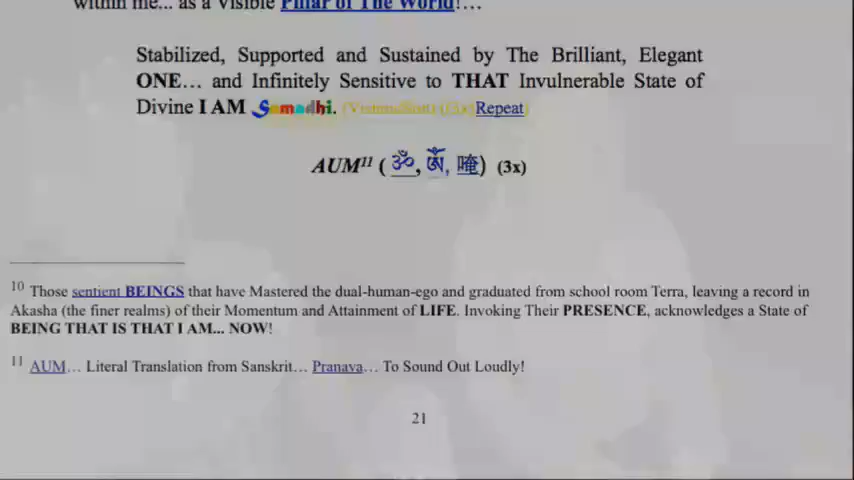 within me... as a Visible Pillar of The World!...
Stabilized, Supported and Sustained by The Brilliant, Elegant
ONE... and Infinitely Sensitive to THAT Invulnerable State of
Divine I AM Samadhi. (3x) Repeat
AUM11 (ॐ, ༀ, 唵) (3x)
10 Those sentient BEINGS that have Mastered the dual-human-ego and graduated from school room Terra, leaving a record in
Akasha (the finer realms) of their Momentum and Attainment of LIFE. Invoking Their PRESENCE, acknowledges a State of
BEING THAT IS THAT I AM... NOW!
11 AUM... Literal Translation from Sanskrit... Pranava... To Sound Out Loudly!
21